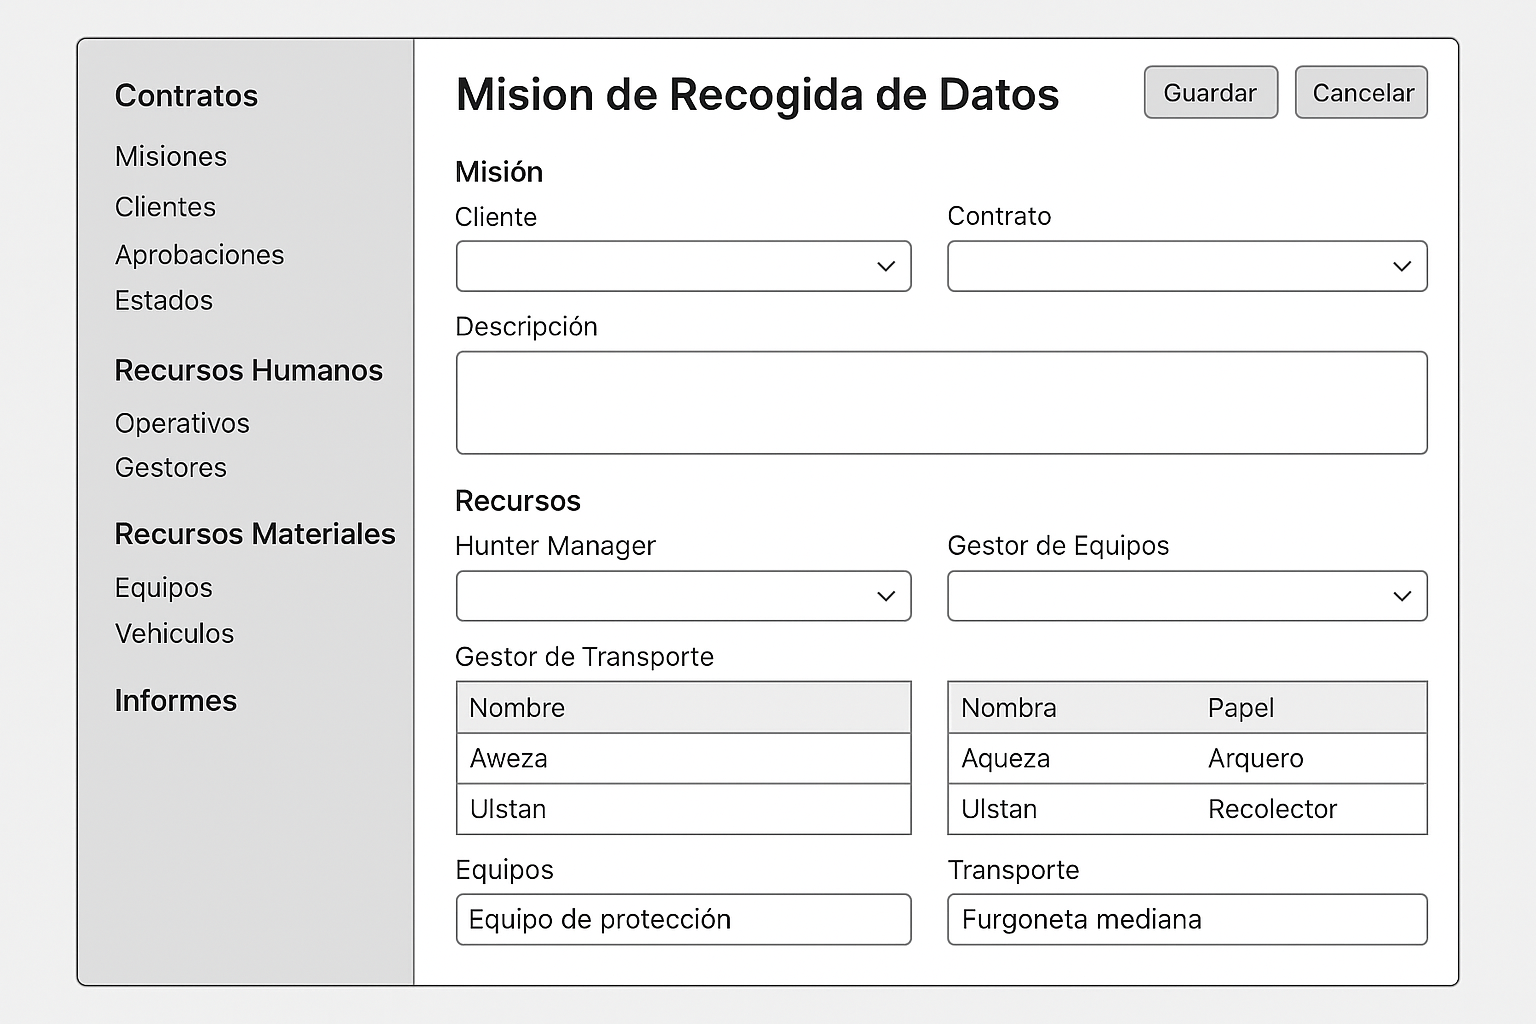 Contratos
Misiones
Clientes
Aprobaciones
Estados
Recursos Humanos
Operativos
Gestores
Recursos Materiales
Equipos
Vehiculos
Informes
Mision de Recogida de Datos
Guardar
Cancelar
Misión
Cliente
Contrato
Descripción
Recursos
Hunter Manager
Gestor de Equipos
Gestor de Transporte
Nombre
Aweza
Ulstan
Nombra Papel
Aqueza Arquero
Ulstan Recolector
Equipos
Equipo de protección
Transporte
Furgoneta mediana